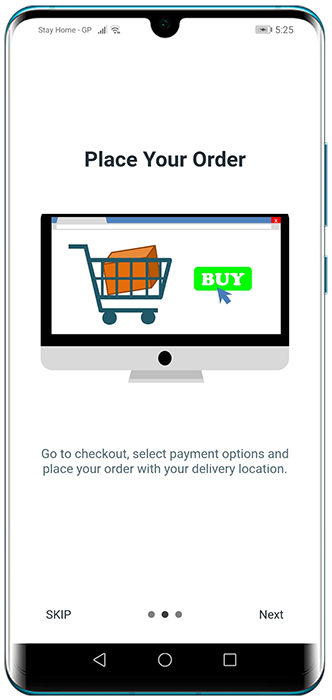 Stay Home - GP
5:25
Place Your Order
x
BUY
Go to checkout, select payment options and
place your order with your delivery location.
SKIP
Next